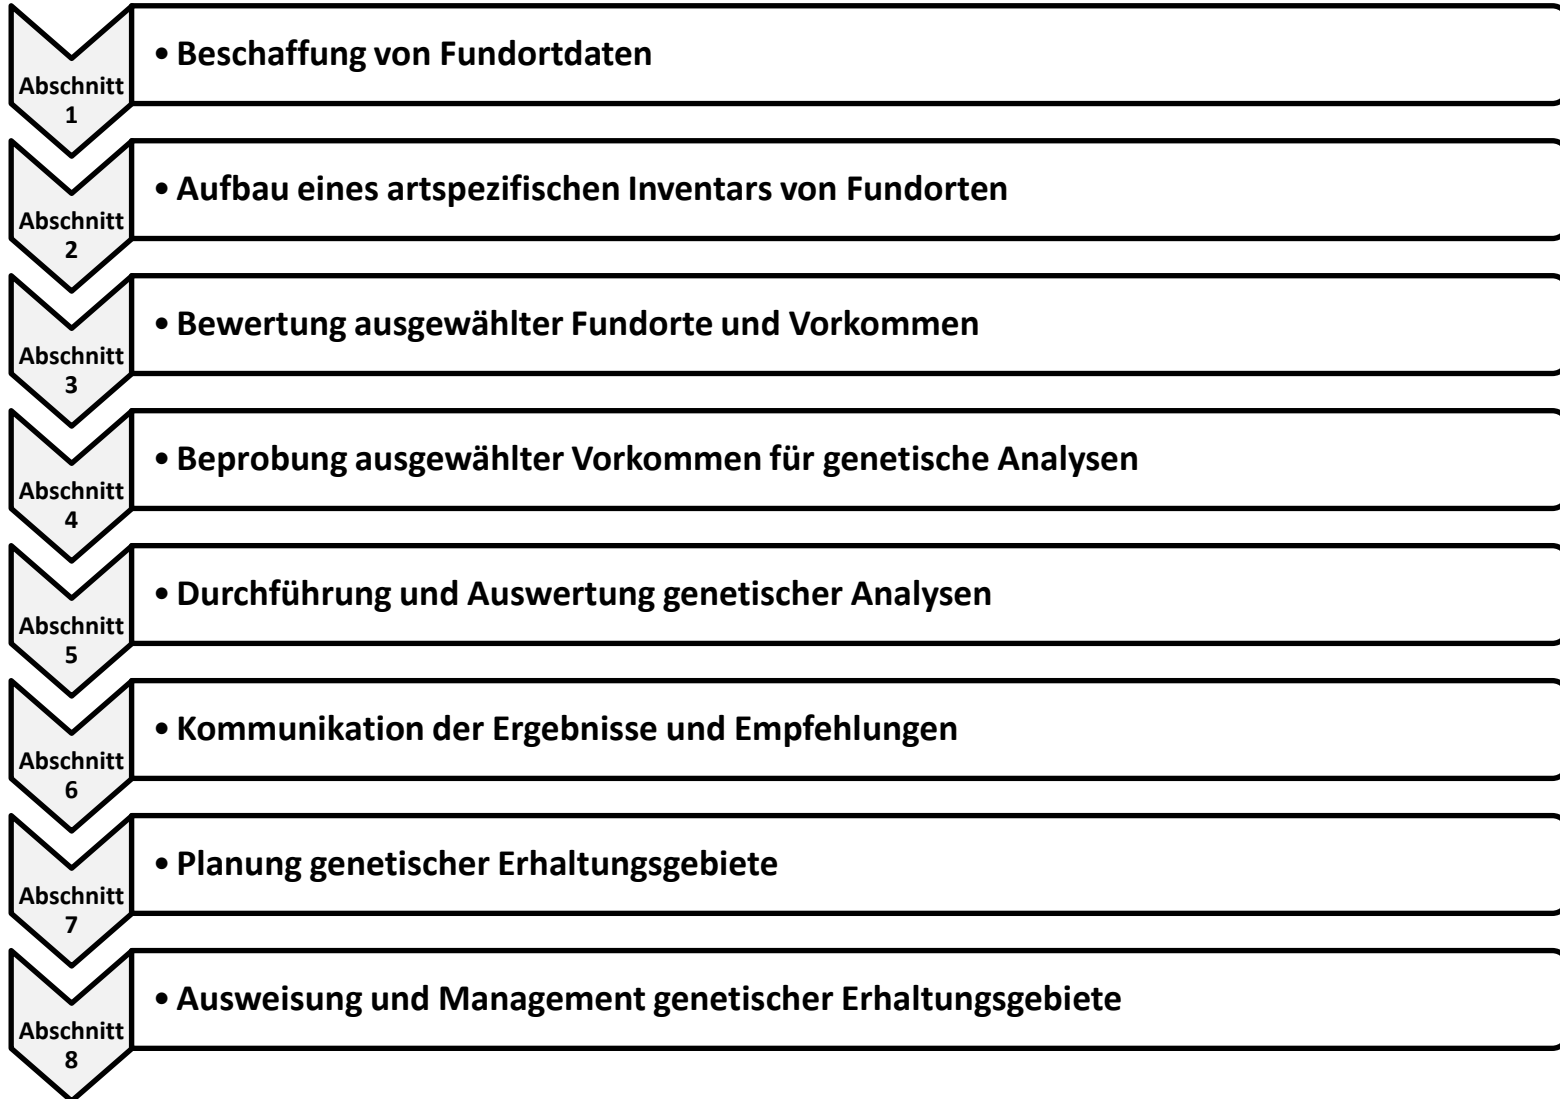 Abschnitt
1
• Beschaffung von Fundortdaten
Abschnitt
2
• Aufbau eines artspezifischen Inventars von Fundorten
Abschnitt
3
• Bewertung ausgewählter Fundorte und Vorkommen
Abschnitt
4
• Beprobung ausgewählter Vorkommen für genetische Analysen
Abschnitt
5
• Durchführung und Auswertung genetischer Analysen
Abschnitt
6
• Kommunikation der Ergebnisse und Empfehlungen
Abschnitt
7
• Planung genetischer Erhaltungsgebiete
Abschnitt
8
• Ausweisung und Management genetischer Erhaltungsgebiete